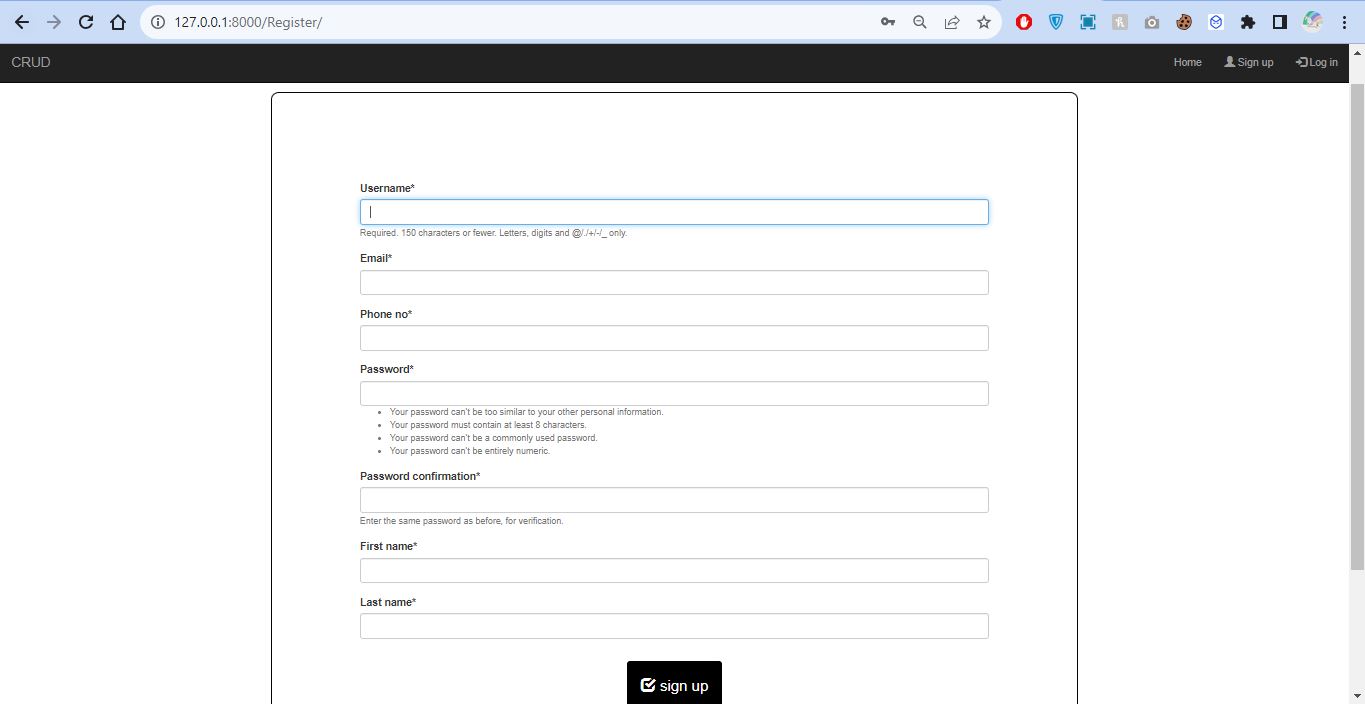 127.0.0.1:8000/Register/
CRUD
Home
Sign up
Log in
Username*
Required. 150 characters or fewer. Letters, digits and @/./+/-/_ only.
Email*
Phone no*
Password*
Your password can't be too similar to your other personal information.
Your password must contain at least 8 characters.
Your password can't be a commonly used password.
Your password can't be entirely numeric.
Password confirmation*
Enter the same password as before, for verification.
First name*
Last name*
sign up